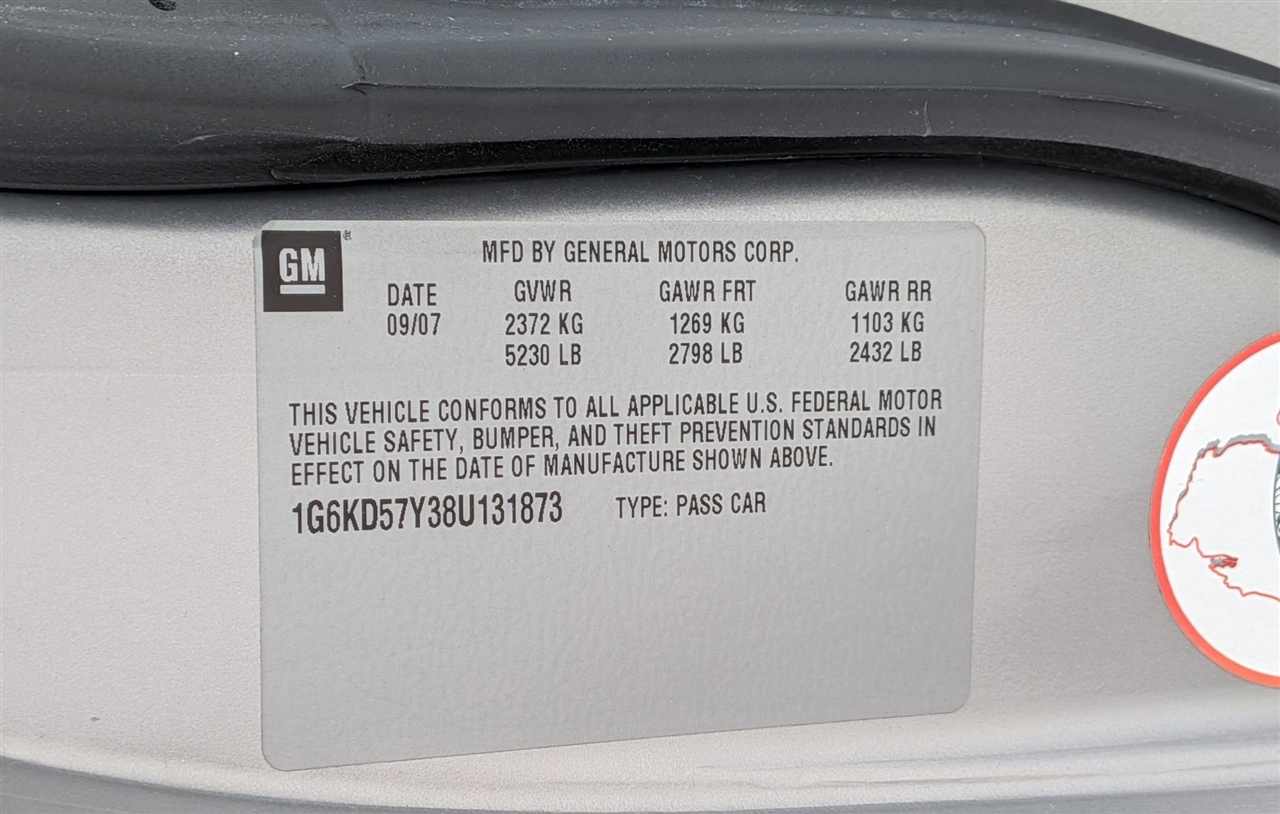 GM®
MFD BY GENERAL MOTORS CORP.
DATE GVWR GAWR FRT GAWR RR
09/07 2372 KG 1269 KG 1103 KG
5230 LB 2798 LB 2432 LB
THIS VEHICLE CONFORMS TO ALL APPLICABLE U.S. FEDERAL MOTOR
VEHICLE SAFETY, BUMPER, AND THEFT PREVENTION STANDARDS IN
EFFECT ON THE DATE OF MANUFACTURE SHOWN ABOVE.
1G6KD57Y38U131873 TYPE: PASS CAR